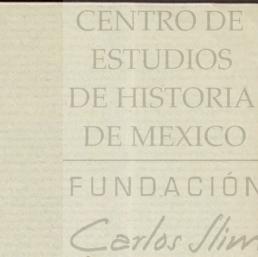 CENTRO DE
ESTUDIOS
DE HISTORIA
DE MEXICO
FUNDACIÓN
Carlos Slim